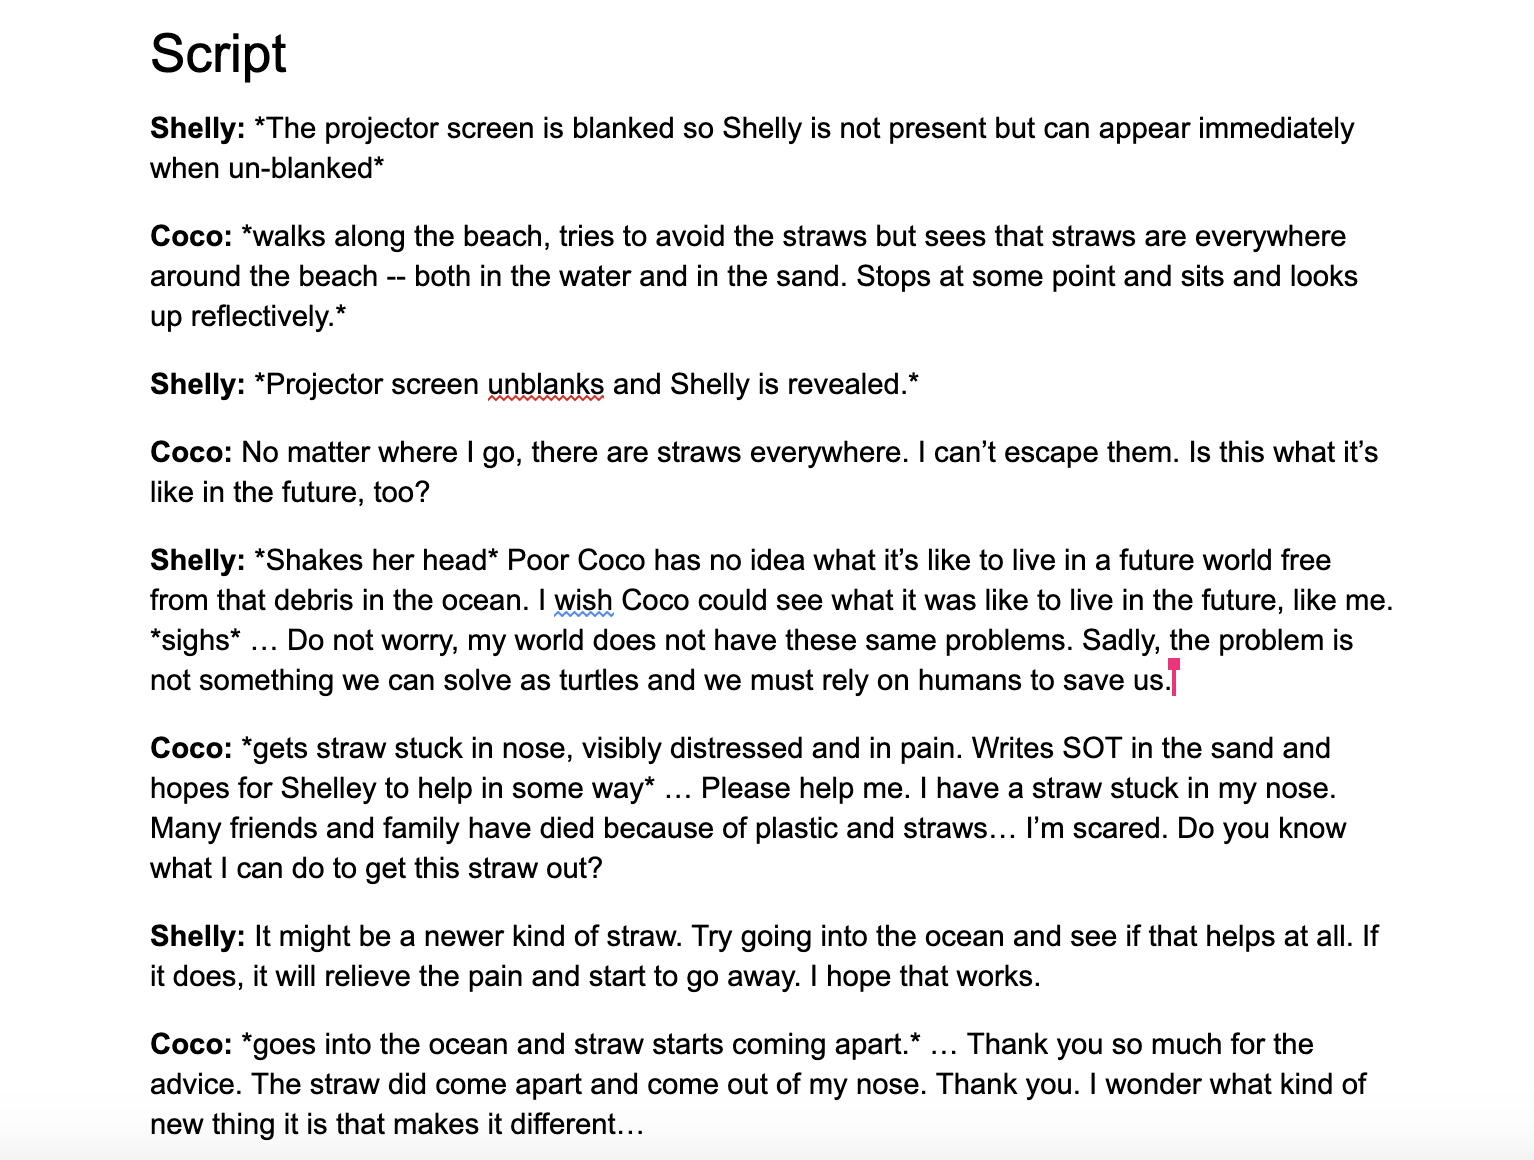 Script
Shelly: *The projector screen is blanked so Shelly is not present but can appear immediately
when un-blanked*
Coco: *walks along the beach, tries to avoid the straws but sees that straws are everywhere
around the beach -- both in the water and in the sand. Stops at some point and sits and looks
up reflectively.*
Shelly: *Projector screen unblanks and Shelly is revealed.*
Coco: No matter where I go, there are straws everywhere. I can’t escape them. Is this what it’s
like in the future, too?
Shelly: *Shakes her head* Poor Coco has no idea what it’s like to live in a future world free
from that debris in the ocean. I wish Coco could see what it was like to live in the future, like me.
*sighs* … Do not worry, my world does not have these same problems. Sadly, the problem is
not something we can solve as turtles and we must rely on humans to save us.
Coco: *gets straw stuck in nose, visibly distressed and in pain. Writes SOT in the sand and
hopes for Shelley to help in some way* … Please help me. I have a straw stuck in my nose.
Many friends and family have died because of plastic and straws… I’m scared. Do you know
what I can do to get this straw out?
Shelly: It might be a newer kind of straw. Try going into the ocean and see if that helps at all. If
it does, it will relieve the pain and start to go away. I hope that works.
Coco: *goes into the ocean and straw starts coming apart.* … Thank you so much for the
advice. The straw did come apart and come out of my nose. Thank you. I wonder what kind of
new thing it is that makes it different…